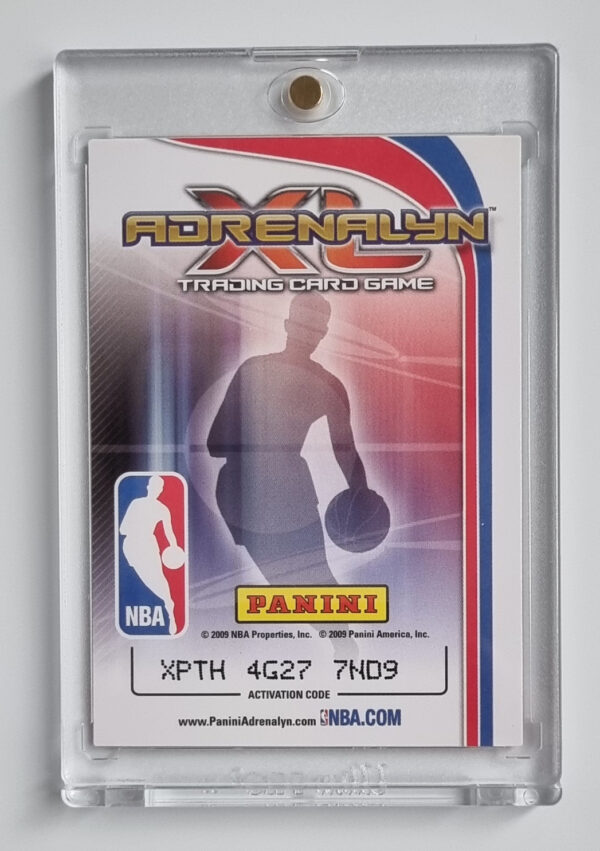 ADRENALYN XL™
TRADING CARD GAME
NBA
PANINI
© 2009 NBA Properties, Inc. © 2009 Panini America, Inc.
XPTH 4G27 7ND9
ACTIVATION CODE
www.PaniniAdrenalyn.com NBA.COM